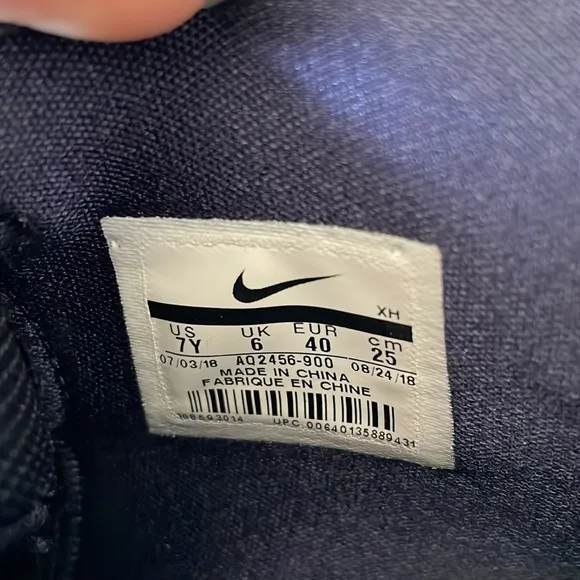 XH
US UK EUR cm
7Y 6 40 25
07/03/18 AQ2456-900 08/24/18
MADE IN CHINA
FABRIQUE EN CHINE
UPC:00640135889431